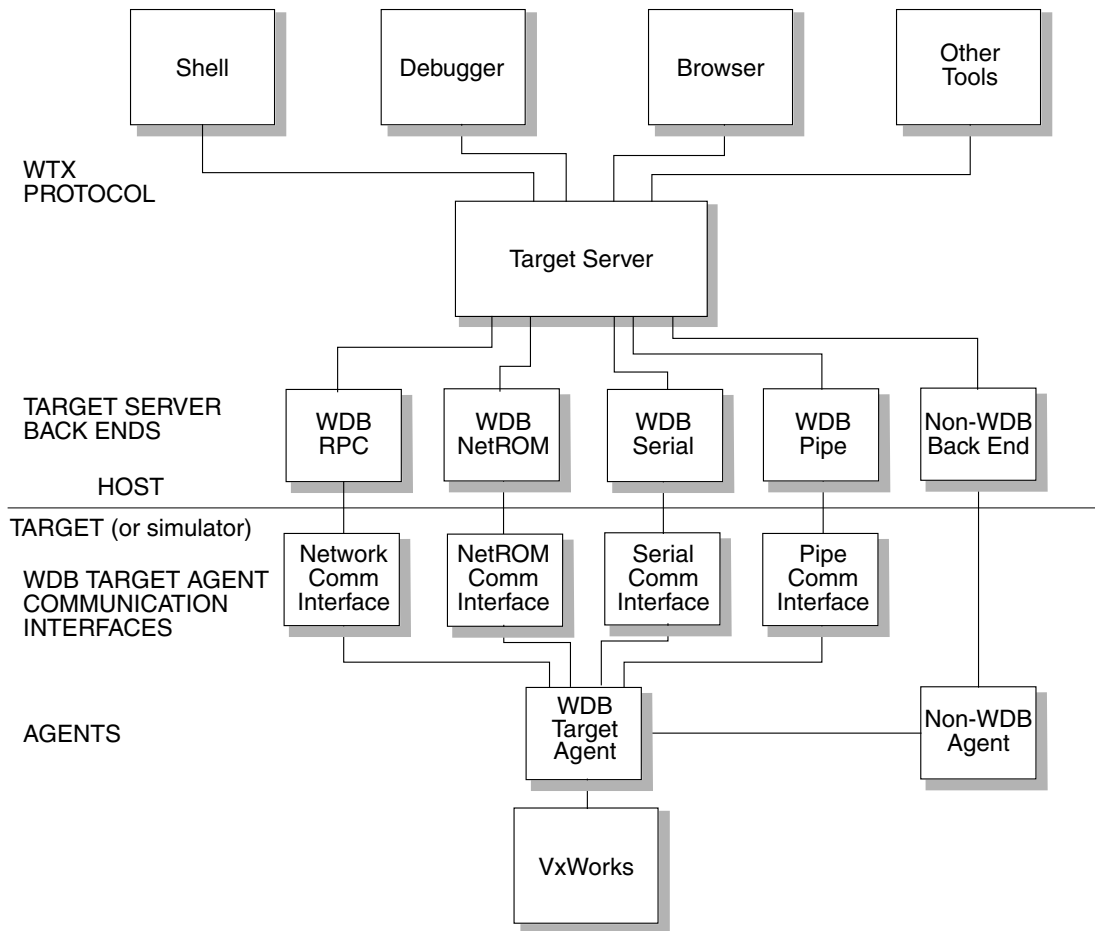 Shell
Debugger
Browser
Other
Tools
WTX
PROTOCOL
Target Server
TARGET SERVER
BACK ENDS
WDB
RPC
WDB
NetROM
WDB
Serial
WDB
Pipe
Non-WDB
Back End
HOST
TARGET (or simulator)
WDB TARGET AGENT
COMMUNICATION
INTERFACES
Network
Comm
Interface
NetROM
Comm
Interface
Serial
Comm
Interface
Pipe
Comm
Interface
AGENTS
WDB
Target
Agent
Non-WDB
Agent
VxWorks